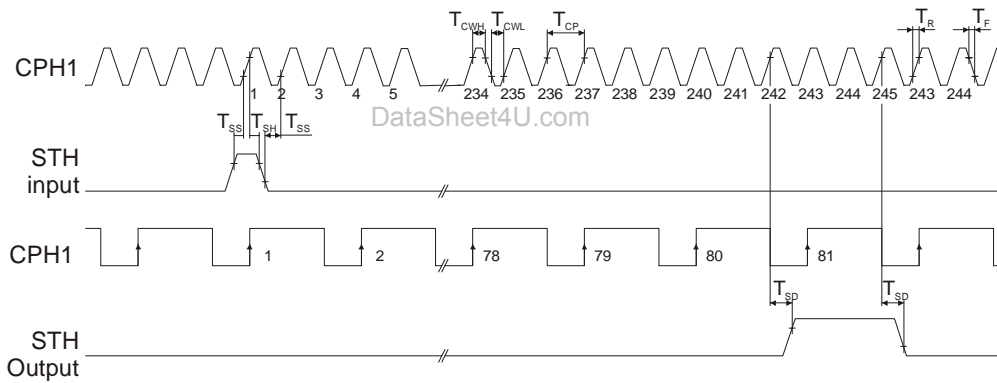 T_CWH T_CWL T_CP T_R T_F
CPH1
1 2 3 4 5 234 235 236 237 238 239 240 241 242 243 244 245 243 244
DataSheet4U.com
T_SS T_SH T_SS
STH
input
CPH1
1 2 78 79 80 81
T_SD T_SD
STH
Output